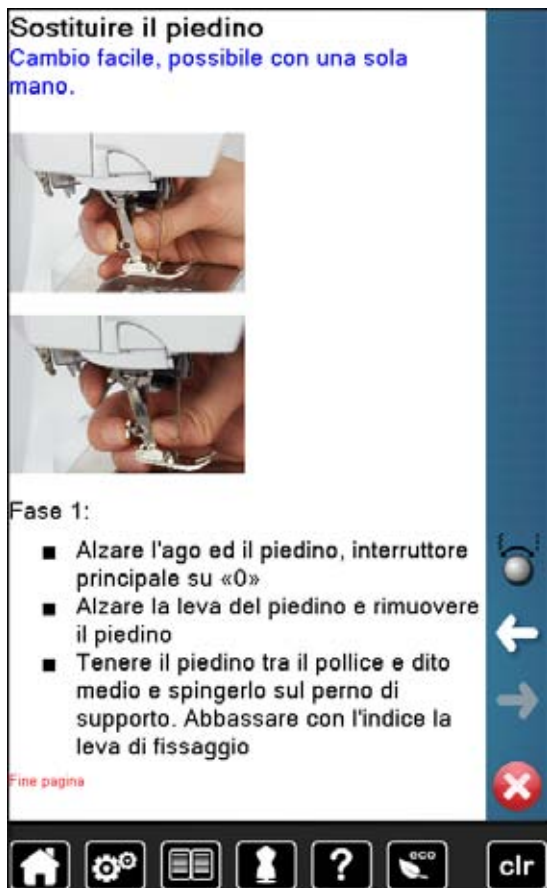 Sostituire il piedino
Cambio facile, possibile con una sola
mano.
Fase 1:
■ Alzare l'ago ed il piedino, interruttore
principale su «0»
■ Alzare la leva del piedino e rimuovere
il piedino
■ Tenere il piedino tra il pollice e dito
medio e spingerlo sul perno di
supporto. Abbassare con l'indice la
leva di fissaggio
Fine pagina
? eco clr